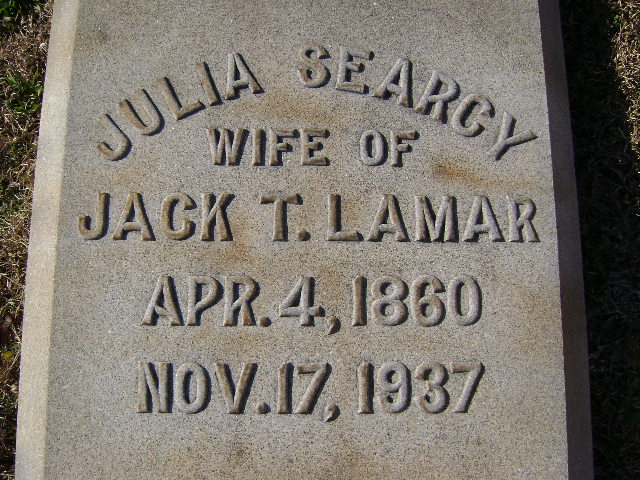 JULIA SEARCY
WIFE OF
JACK T. LAMAR
APR. 4, 1860
NOV. 17, 1937